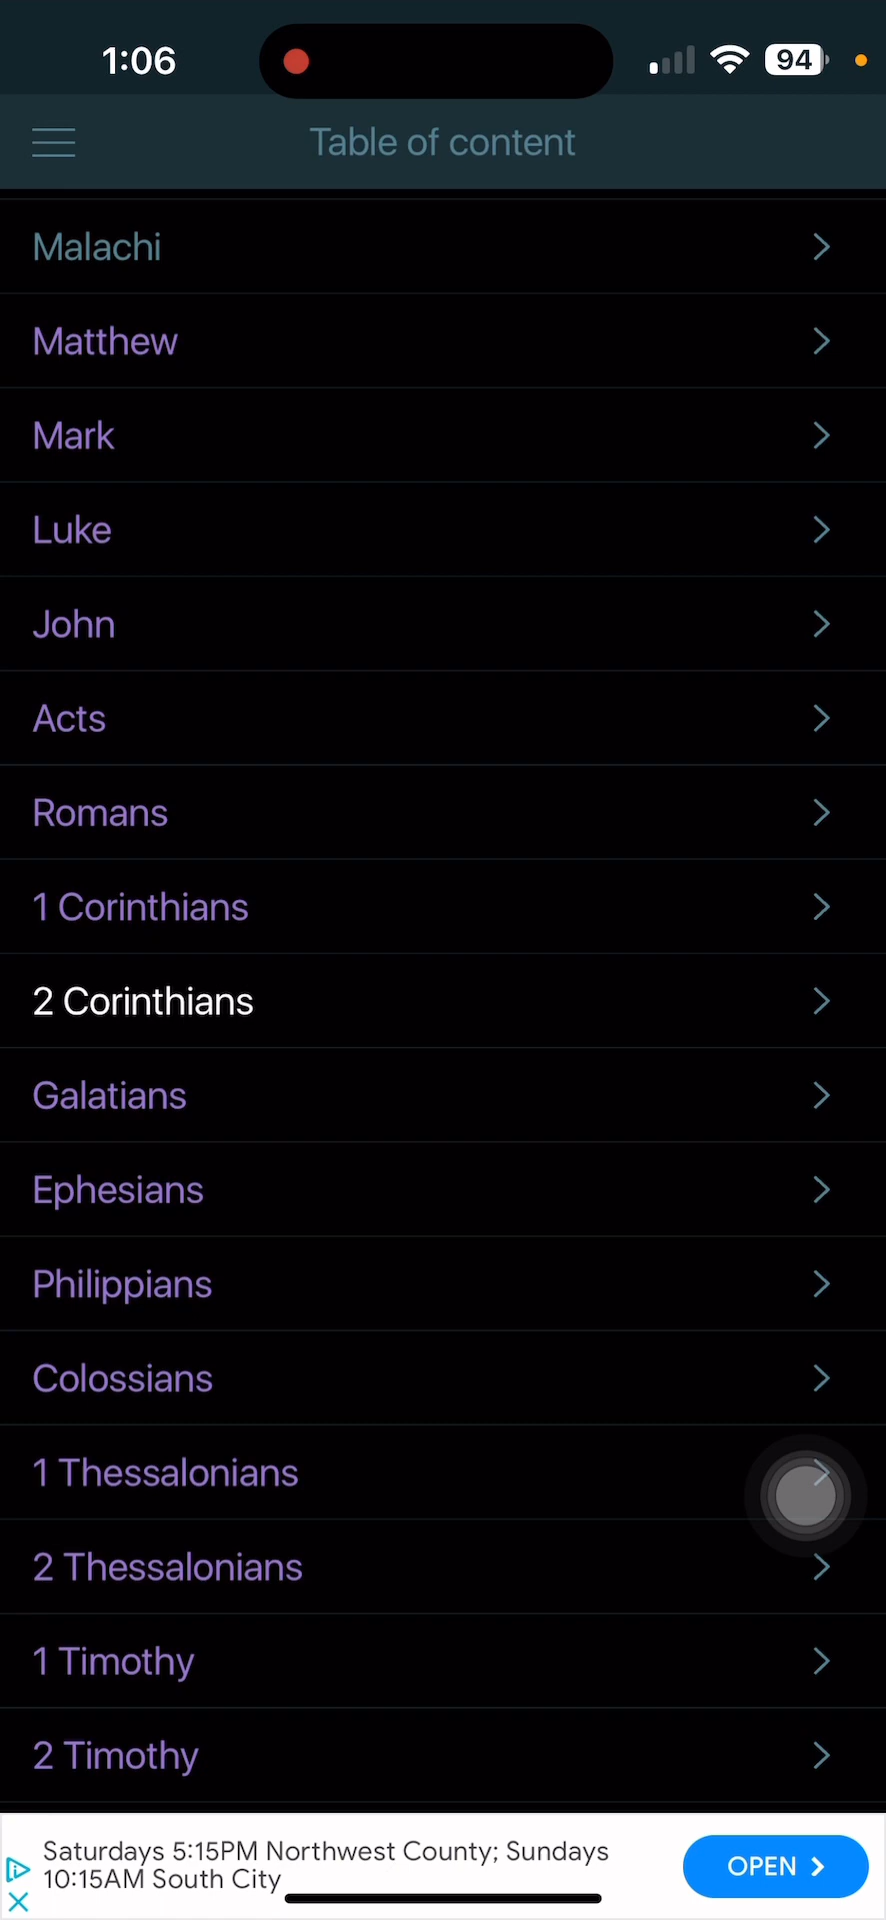 1:06
94
Table of content
Malachi
Matthew
Mark
Luke
John
Acts
Romans
1 Corinthians
2 Corinthians
Galatians
Ephesians
Philippians
Colossians
1 Thessalonians
2 Thessalonians
1 Timothy
2 Timothy
Saturdays 5:15PM Northwest County; Sundays
10:15AM South City
OPEN